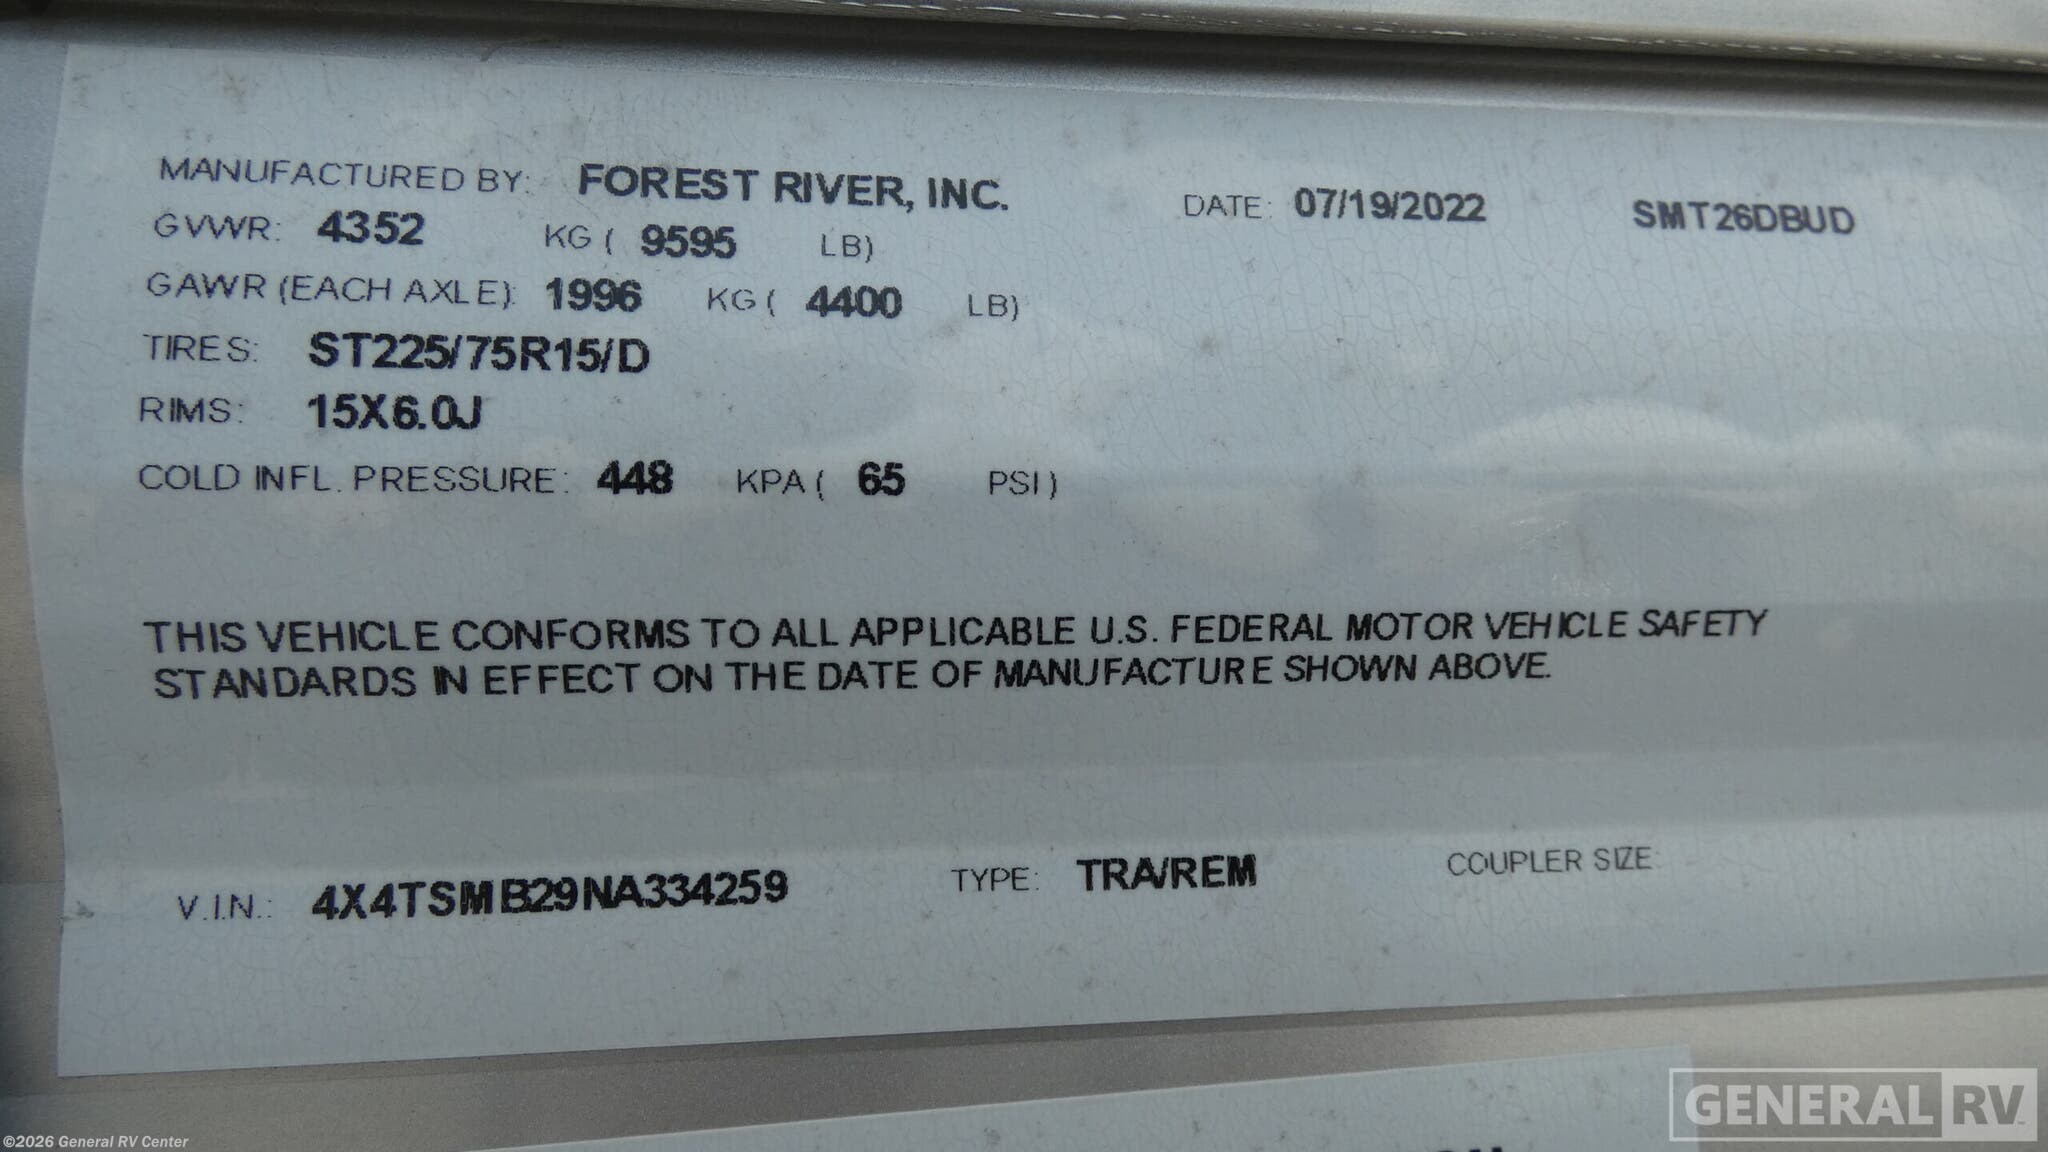 MANUFACTURED BY: FOREST RIVER, INC. DATE: 07/19/2022 SMT26DBUD
GVWR: 4352 KG ( 9595 LB)
GAWR (EACH AXLE): 1996 KG ( 4400 LB)
TIRES: ST225/75R15/D
RIMS: 15X6.0J
COLD INFL. PRESSURE: 448 KPA ( 65 PSI )
THIS VEHICLE CONFORMS TO ALL APPLICABLE U.S. FEDERAL MOTOR VEHICLE SAFETY
STANDARDS IN EFFECT ON THE DATE OF MANUFACTURE SHOWN ABOVE.
V.I.N.: 4X4TSMB29NA334259 TYPE: TRA/REM COUPLER SIZE:
GENERAL RV
©2026 General RV Center